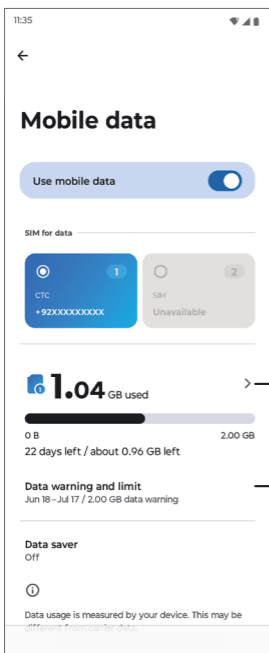 11:35
Mobile data
Use mobile data
SIM for data
1
2
CTC
SIM
+92XXXXXXXXX
Unavailable
1
1.04 GB used
0 B
2.00 GB
22 days left / about 0.96 GB left
Data warning and limit
Jun 18–Jul 17 / 2.00 GB data warning
Data saver
Off
Data usage is measured by your device. This may be
different from carrier data.